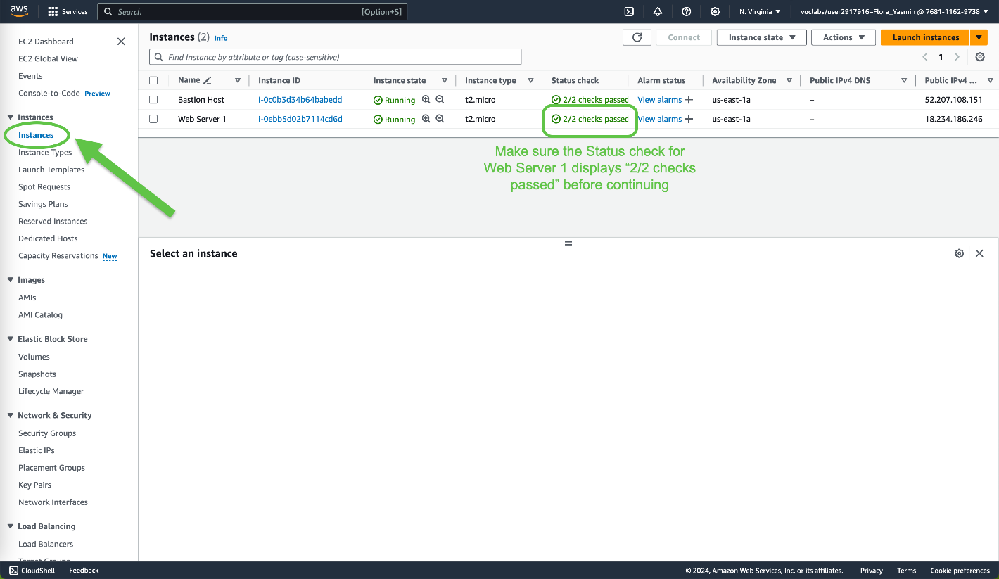 aws
Services
Search
[Option+S]
N. Virginia
voclabs/user2917916=Flora_Yasmin @ 7681-1162-9738
EC2 Dashboard
EC2 Global View
Events
Console-to-Code Preview
Instances
Instances
Instance Types
Launch Templates
Spot Requests
Savings Plans
Reserved Instances
Dedicated Hosts
Capacity Reservations New
Images
AMIs
AMI Catalog
Elastic Block Store
Volumes
Snapshots
Lifecycle Manager
Network & Security
Security Groups
Elastic IPs
Placement Groups
Key Pairs
Network Interfaces
Load Balancing
Load Balancers
Target Groups
Instances (2) Info
Connect
Instance state
Actions
Launch instances
Find Instance by attribute or tag (case-sensitive)
1
Name Instance ID Instance state Instance type Status check Alarm status Availability Zone Public IPv4 DNS Public IPv4 ...
Bastion Host i-0c0b3d34b64babedd Running t2.micro 2/2 checks passed View alarms + us-east-1a – 52.207.108.151
Web Server 1 i-0ebb5d02b7114cd6d Running t2.micro 2/2 checks passed View alarms + us-east-1a – 18.234.186.246
Make sure the Status check for
Web Server 1 displays “2/2 checks
passed” before continuing
Select an instance
CloudShell
Feedback
© 2024, Amazon Web Services, Inc. or its affiliates.
Privacy
Terms
Cookie preferences